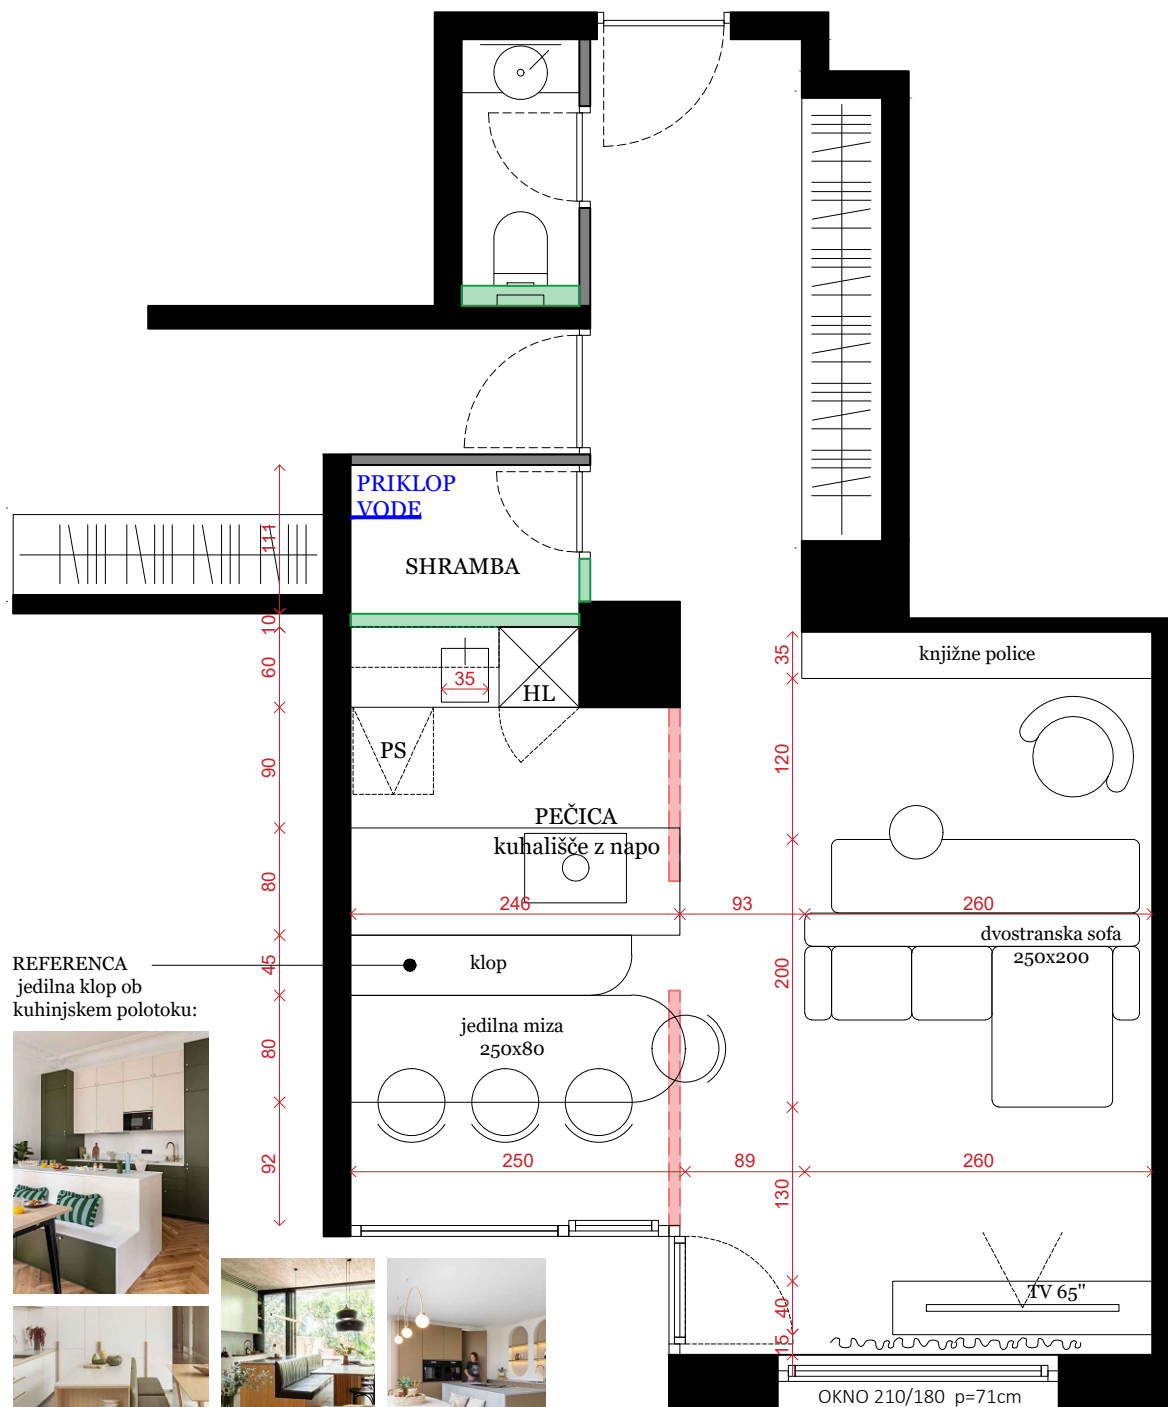 PRIKLOP
VODE
SHRAMBA
111
10
60
90
80
45
80
92
35
HL
PS
PEČICA
kuhališče z napo
246
93
260
klop
jedilna miza
250x80
250
89
260
knjižne police
35
120
200
130
40
15
dvostranska sofa
250x200
TV 65"
OKNO 210/180 p=71cm
REFERENCA
jedilna klop ob
kuhinjskem polotoku: